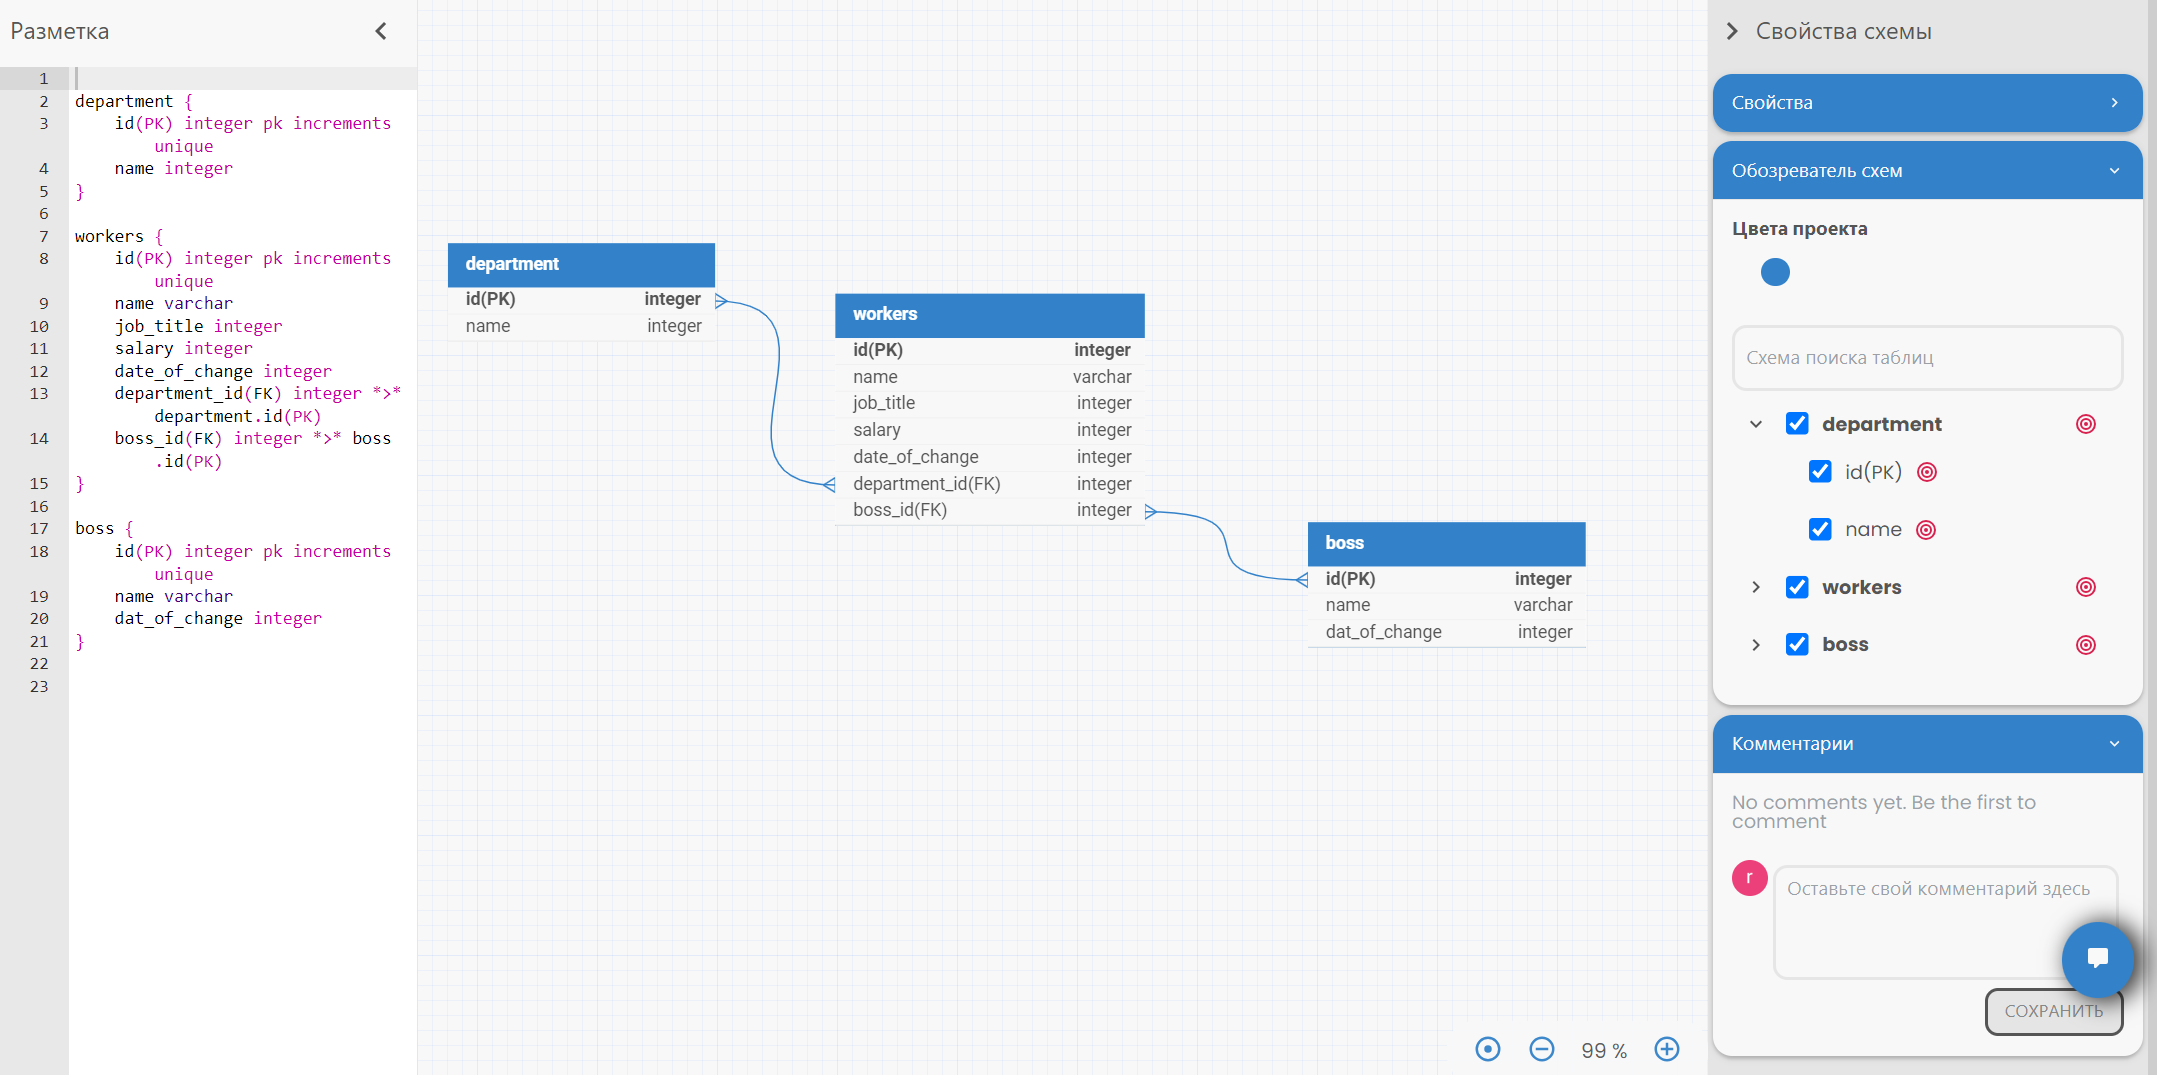 Разметка
1
2 department {
3 id(PK) integer pk increments
unique
4 name integer
5 }
6
7 workers {
8 id(PK) integer pk increments
unique
9 name varchar
10 job_title integer
11 salary integer
12 date_of_change integer
13 department_id(FK) integer *>*
department.id(PK)
14 boss_id(FK) integer *>* boss
.id(PK)
15 }
16
17 boss {
18 id(PK) integer pk increments
unique
19 name varchar
20 dat_of_change integer
21 }
22
23
department
id(PK) integer
name integer
workers
id(PK) integer
name varchar
job_title integer
salary integer
date_of_change integer
department_id(FK) integer
boss_id(FK) integer
boss
id(PK) integer
name varchar
dat_of_change integer
99 %
Свойства схемы
Свойства
Обозреватель схем
Цвета проекта
Схема поиска таблиц
department
id(PK)
name
workers
boss
Комментарии
No comments yet. Be the first to
comment
r
Оставьте свой комментарий здесь
СОХРАНИТЬ